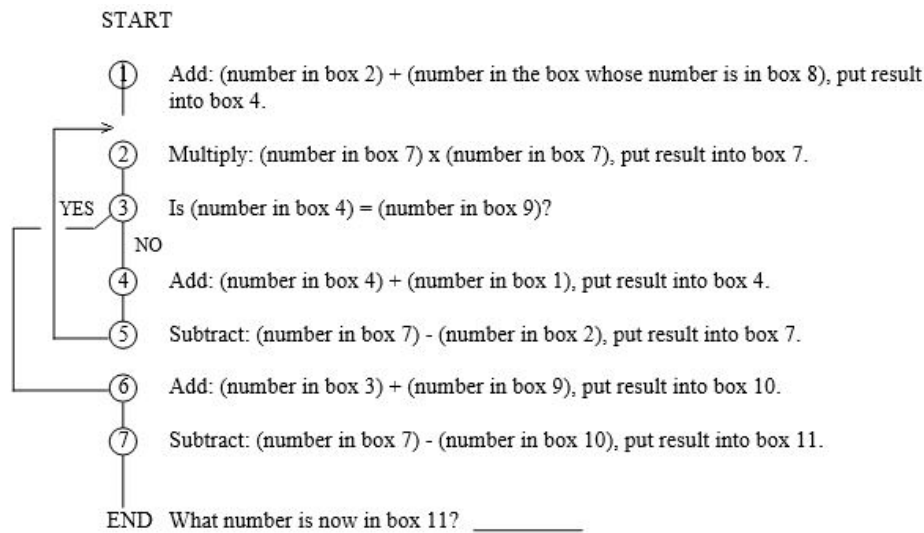 START
1 Add: (number in box 2) + (number in the box whose number is in box 8), put result
into box 4.
2 Multiply: (number in box 7) x (number in box 7), put result into box 7.
YES 3 Is (number in box 4) = (number in box 9)?
NO
4 Add: (number in box 4) + (number in box 1), put result into box 4.
5 Subtract: (number in box 7) - (number in box 2), put result into box 7.
6 Add: (number in box 3) + (number in box 9), put result into box 10.
7 Subtract: (number in box 7) - (number in box 10), put result into box 11.
END What number is now in box 11? __________